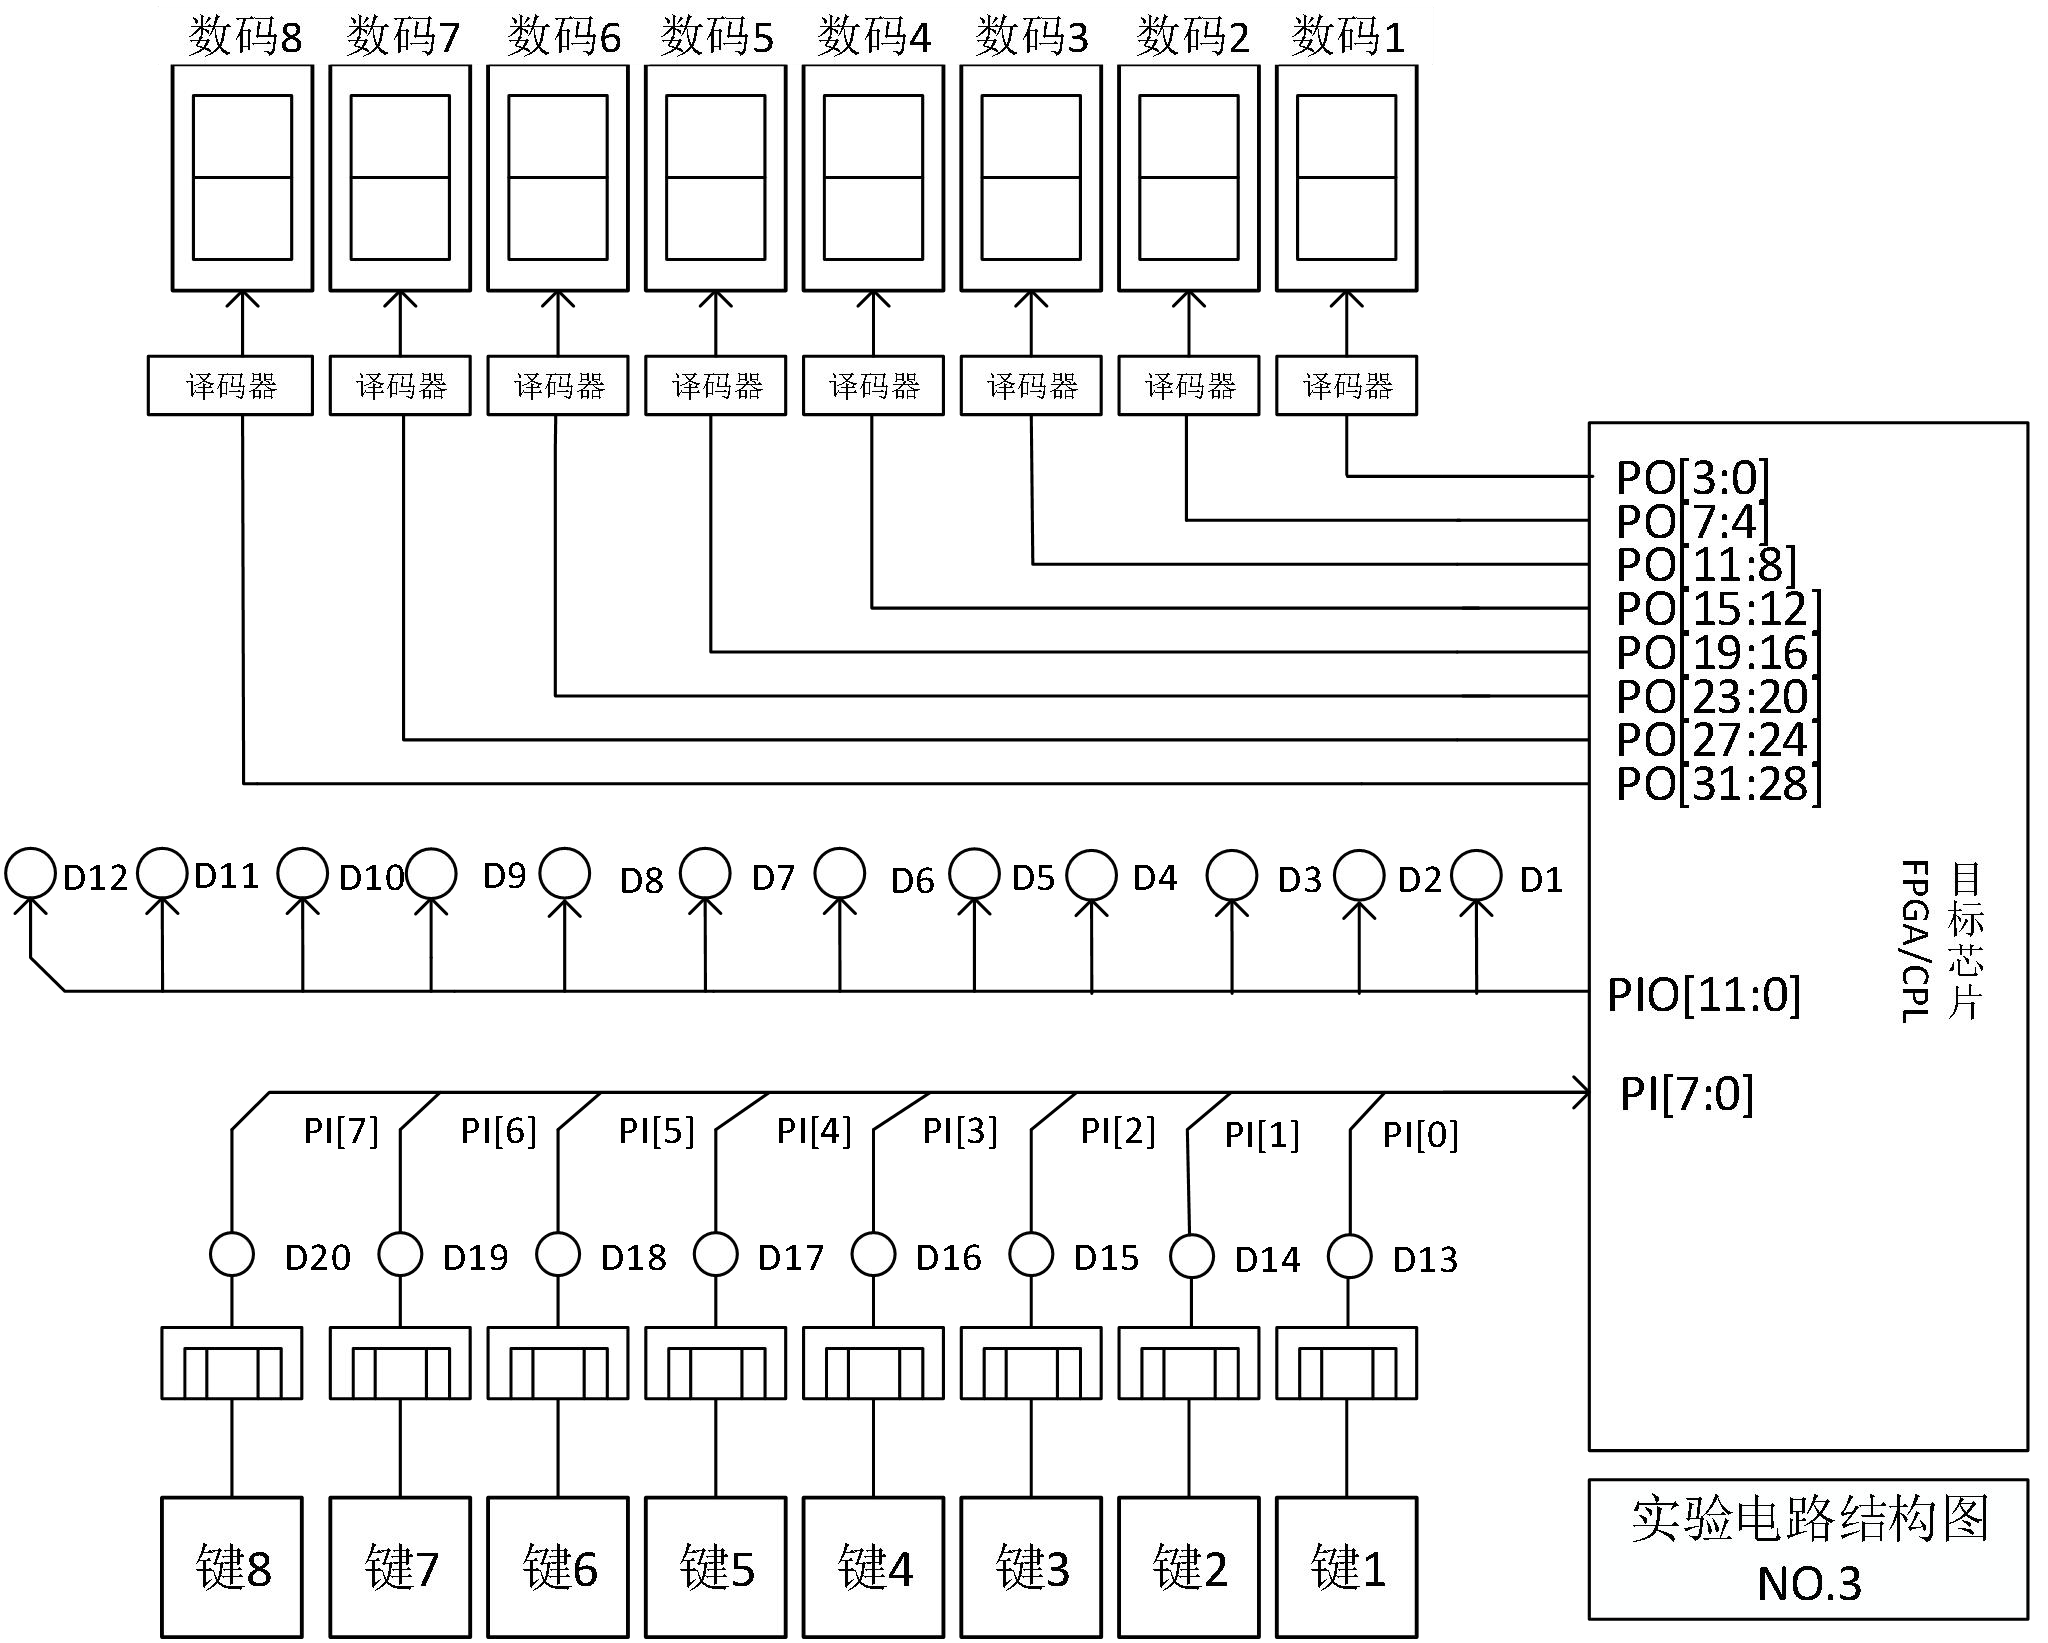 数码8 数码7 数码6 数码5 数码4 数码3 数码2 数码1
译码器 译码器 译码器 译码器 译码器 译码器 译码器 译码器
PO[3:0]
PO[7:4]
PO[11:8]
PO[15:12]
PO[19:16]
PO[23:20]
PO[27:24]
PO[31:28]
D12 D11 D10 D9 D8 D7 D6 D5 D4 D3 D2 D1
目标芯片
FPGA/CPL
PIO[11:0]
PI[7:0]
PI[7] PI[6] PI[5] PI[4] PI[3] PI[2] PI[1] PI[0]
D20 D19 D18 D17 D16 D15 D14 D13
键8 键7 键6 键5 键4 键3 键2 键1
实验电路结构图
NO.3